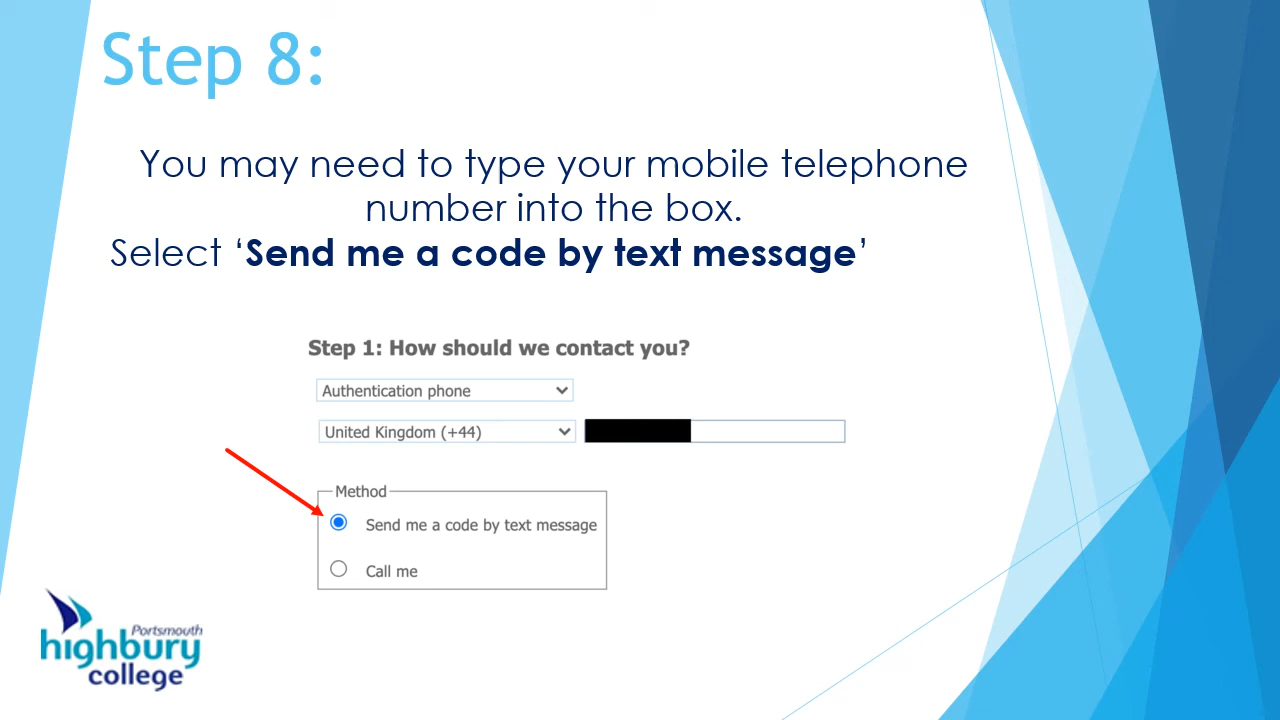 Step 8:
You may need to type your mobile telephone
number into the box.
Select ‘Send me a code by text message’
Step 1: How should we contact you?
Authentication phone
United Kingdom (+44)
Method
Send me a code by text message
Call me
Portsmouth
highbury
college